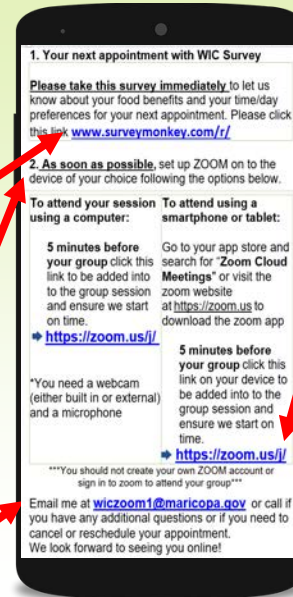 1. Your next appointment with WIC Survey
Please take this survey immediately to let us
know about your food benefits and your time/day
preferences for your next appointment. Please click
this link www.surveymonkey.com/r/
2. As soon as possible, set up ZOOM on to the
device of your choice following the options below.
To attend your session
using a computer:
5 minutes before
your group click this
link to be added into
to the group session
and ensure we start
on time.
https://zoom.us/j/
*You need a webcam
(either built in or external)
and a microphone
To attend using a
smartphone or tablet:
Go to your app store and
search for "Zoom Cloud
Meetings" or visit the
zoom website
at https://zoom.us to
download the zoom app
5 minutes before
your group click this
link on your device to
be added into to the
group session and
ensure we start on
time.
https://zoom.us/j/
***You should not create your own ZOOM account or
sign in to zoom to attend your group***
Email me at wiczoom1@maricopa.gov or call if
you have any additional questions or if you need to
cancel or reschedule your appointment.
We look forward to seeing you online!